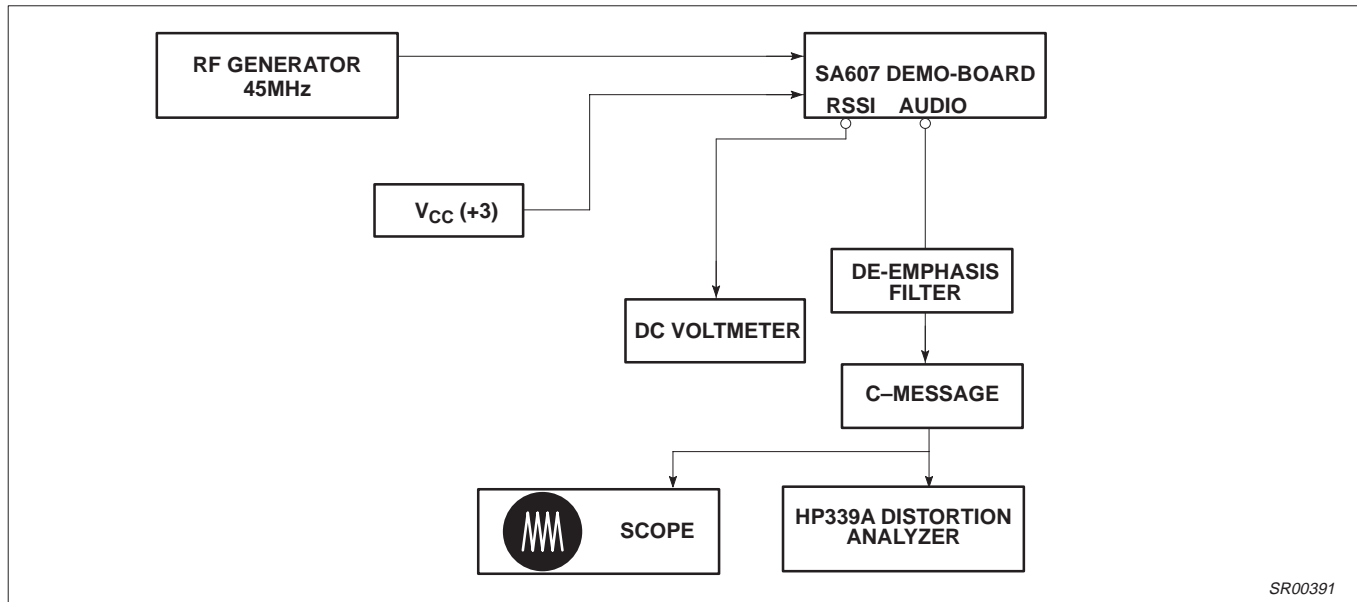 RF GENERATOR
45MHz
SA607 DEMO-BOARD
RSSI AUDIO
VCC (+3)
DE-EMPHASIS
FILTER
DC VOLTMETER
C–MESSAGE
SCOPE
HP339A DISTORTION
ANALYZER
SR00391